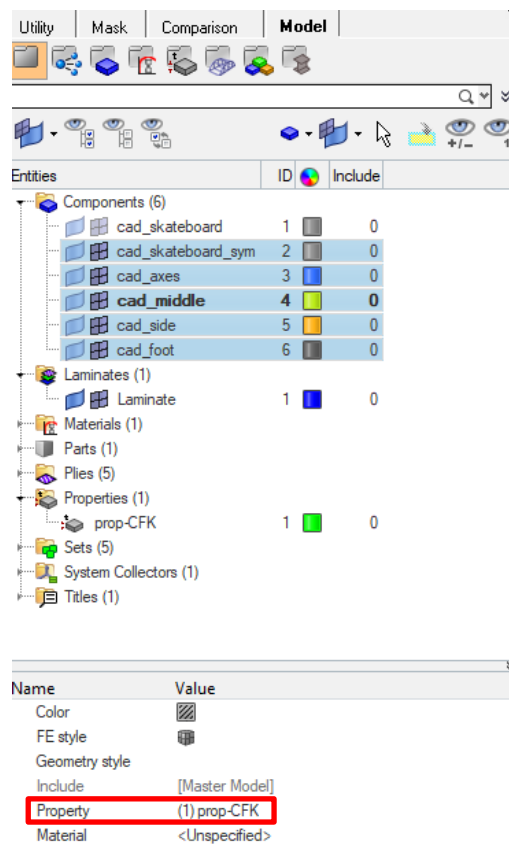 Utility Mask Comparison Model
+/-
Entities ID Include
Components (6)
cad_skateboard 1 0
cad_skateboard_sym 2 0
cad_axes 3 0
cad_middle 4 0
cad_side 5 0
cad_foot 6 0
Laminates (1)
Laminate 1 0
Materials (1)
Parts (1)
Plies (5)
Properties (1)
prop-CFK 1 0
Sets (5)
System Collectors (1)
Titles (1)
Name Value
Color
FE style
Geometry style
Include [Master Model]
Property (1) prop-CFK
Material <Unspecified>